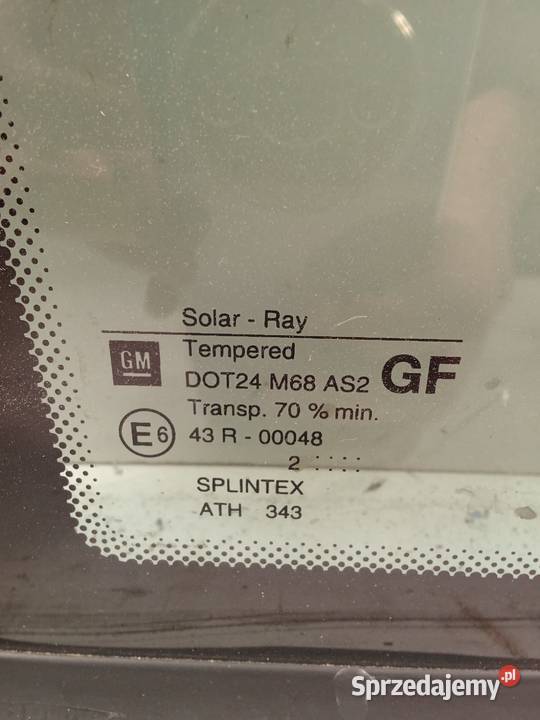 Solar - Ray
GM
Tempered
DOT24 M68 AS2
GF
Transp. 70 % min.
E6
43 R - 00048
2 : : : :
SPLINTEX
ATH 343
Sprzedajemy.pl